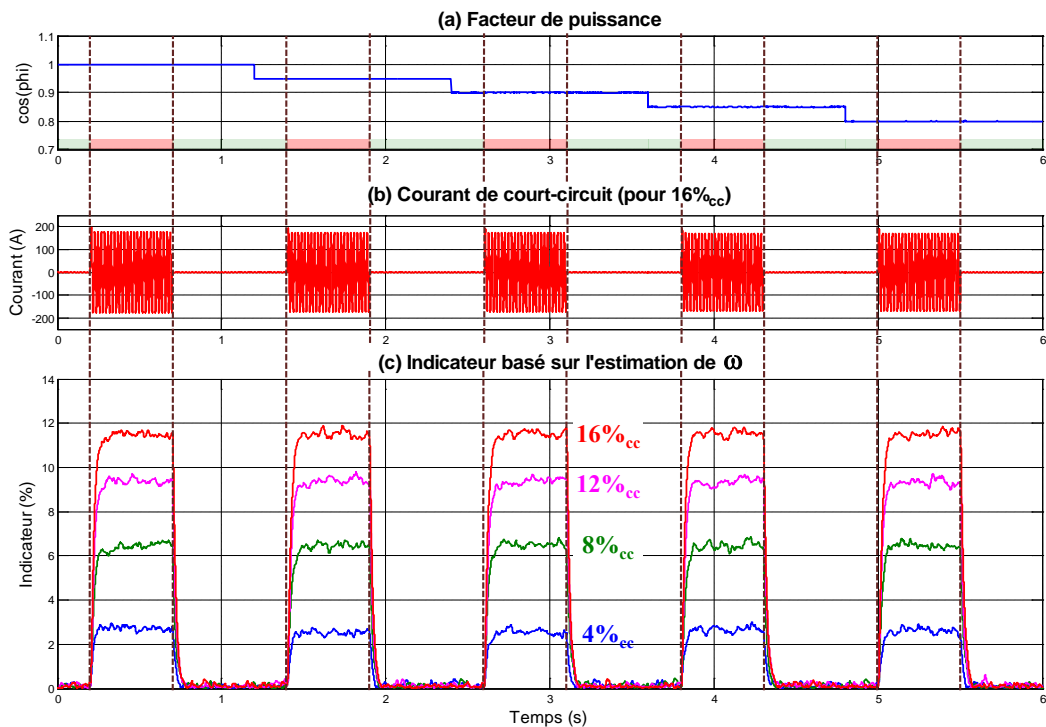 (a) Facteur de puissance
1.1
1
0.9
0.8
0.7
cos(phi)
0 1 2 3 4 5 6
(b) Courant de court-circuit (pour 16%cc)
200
100
0
-100
-200
Courant (A)
0 1 2 3 4 5 6
(c) Indicateur basé sur l'estimation de ω
14
12
10
8
6
4
2
0
Indicateur (%)
16%cc
12%cc
8%cc
4%cc
0 1 2 3 4 5 6
Temps (s)